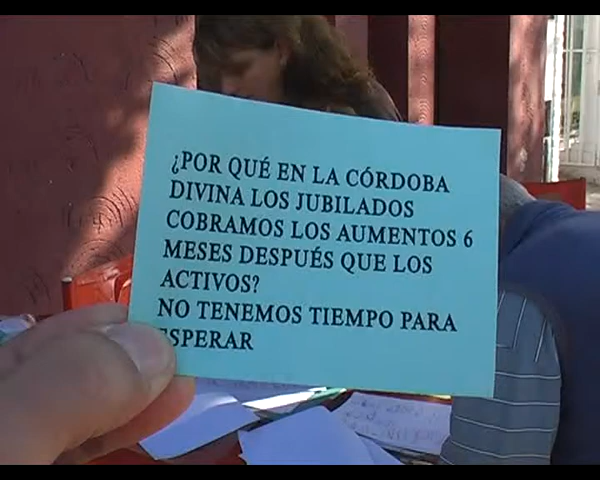 ¿POR QUÉ EN LA CÓRDOBA
DIVINA LOS JUBILADOS
COBRAMOS LOS AUMENTOS 6
MESES DESPUÉS QUE LOS
ACTIVOS?
NO TENEMOS TIEMPO PARA
ESPERAR